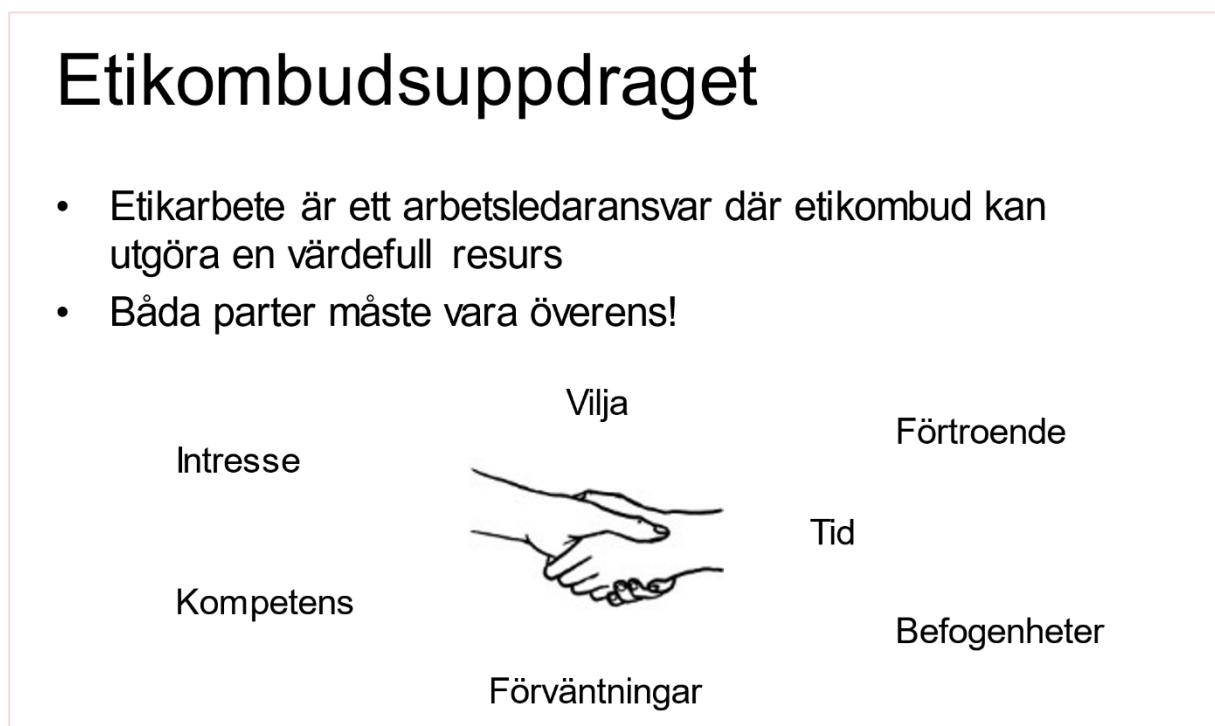 Etikombudsuppdraget
• Etikarbete är ett arbetsledaransvar där etikombud kan
utgöra en värdefull resurs
• Båda parter måste vara överens!
Vilja
Förtroende
Intresse
Tid
Kompetens
Befogenheter
Förväntningar